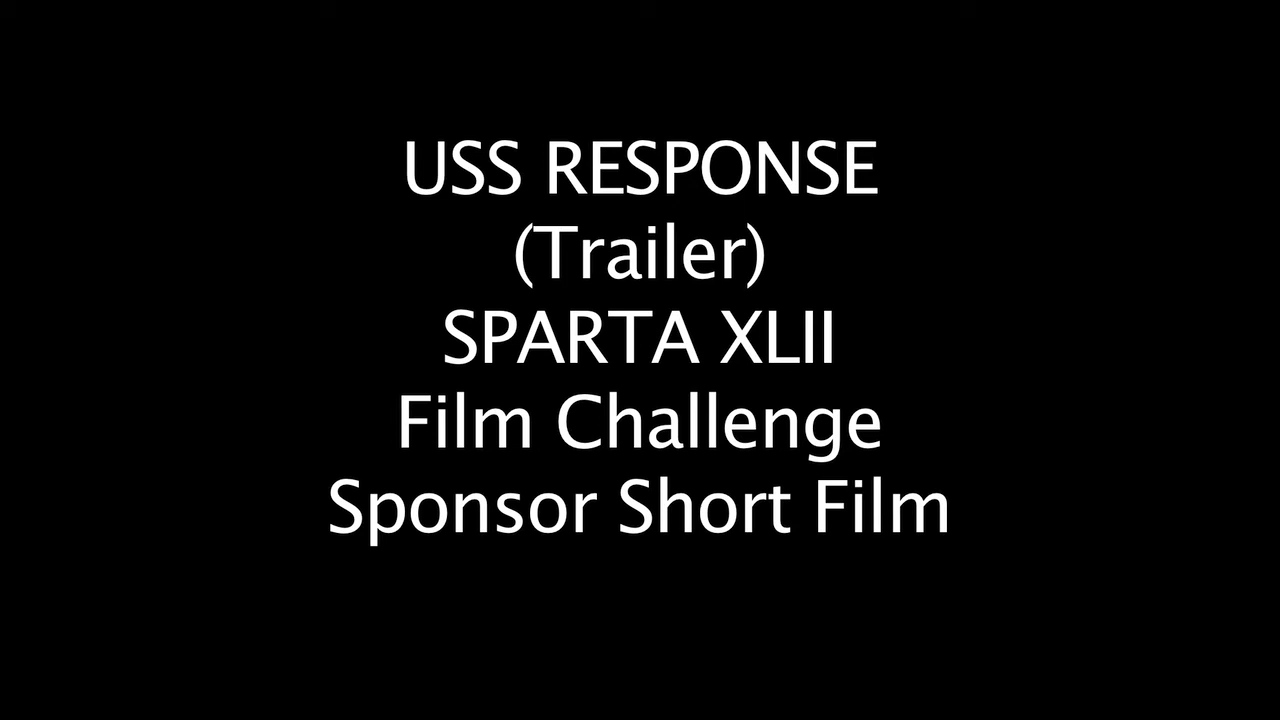 USS RESPONSE
(Trailer)
SPARTA XLII
Film Challenge
Sponsor Short Film